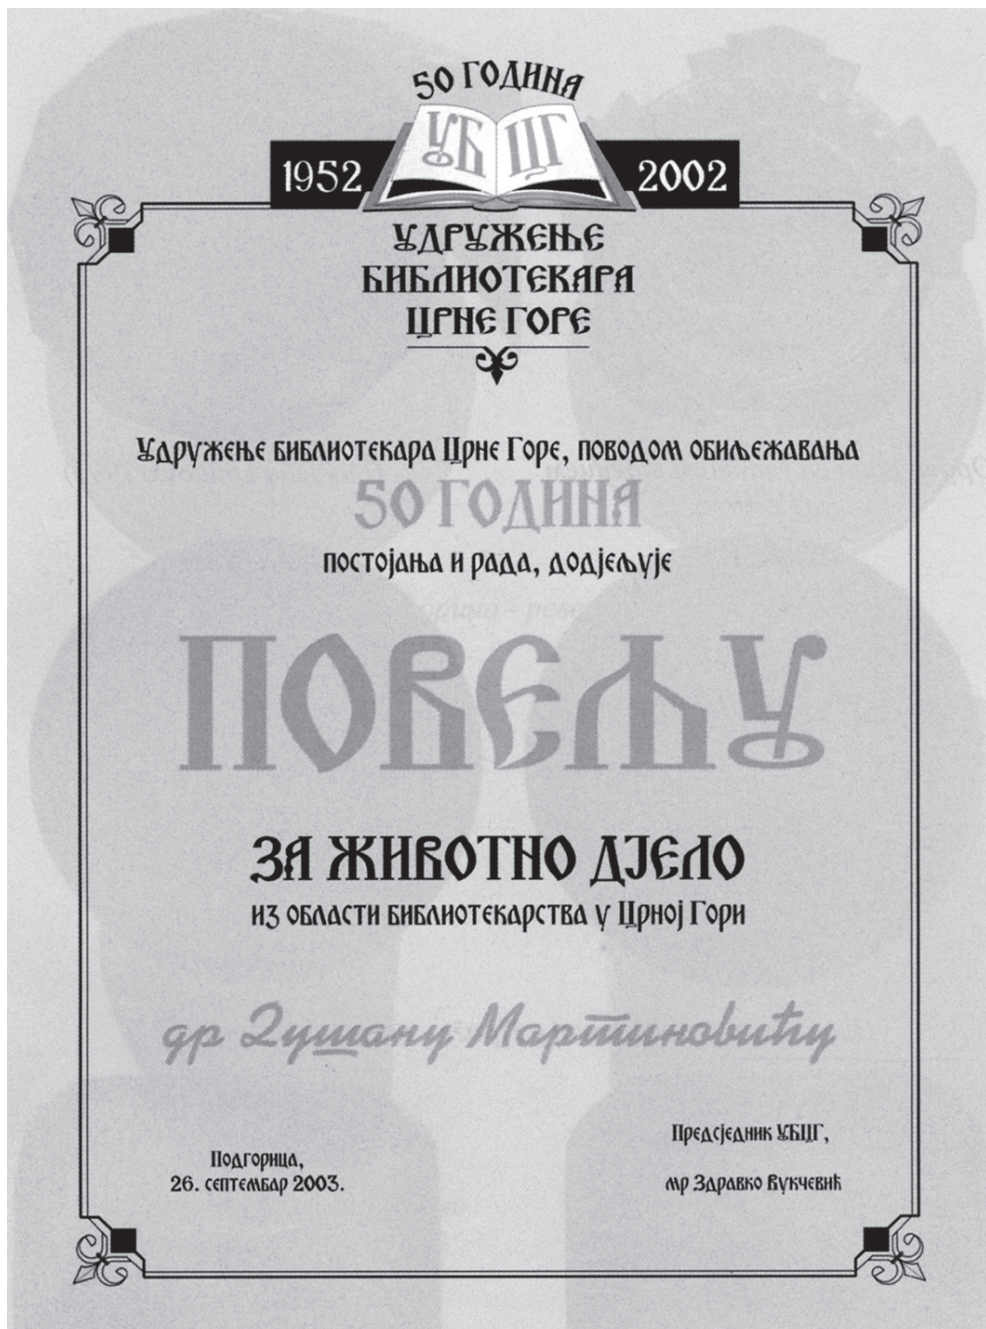 50 ГОДИНА
УБ ЦГ
1952 2002
УДРУЖЕЊЕ
БИБЛИОТЕКАРА
ЦРНЕ ГОРЕ
Удружење библиотекара Црне Горе, поводом обиљежавања
50 ГОДИНА
постојања и рада, додјељује
ПОВЕЉУ
ЗА ЖИВОТНО ДЈЕЛО
из области библиотекарства у Црној Гори
др Душану Мартиновићу
Предсједник УБЦГ,
Подгорица,
26. септембар 2003.
мр Здравко Вукчевић